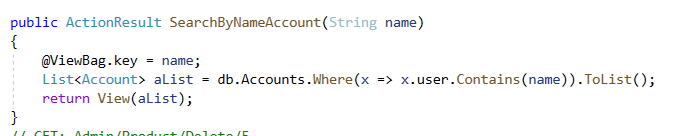 public ActionResult SearchByNameAccount(String name)
{
@ViewBag.key = name;
List<Account> aList = db.Accounts.Where(x => x.user.Contains(name)).ToList();
return View(aList);
}
// GET: Admin/Product/Delete/5